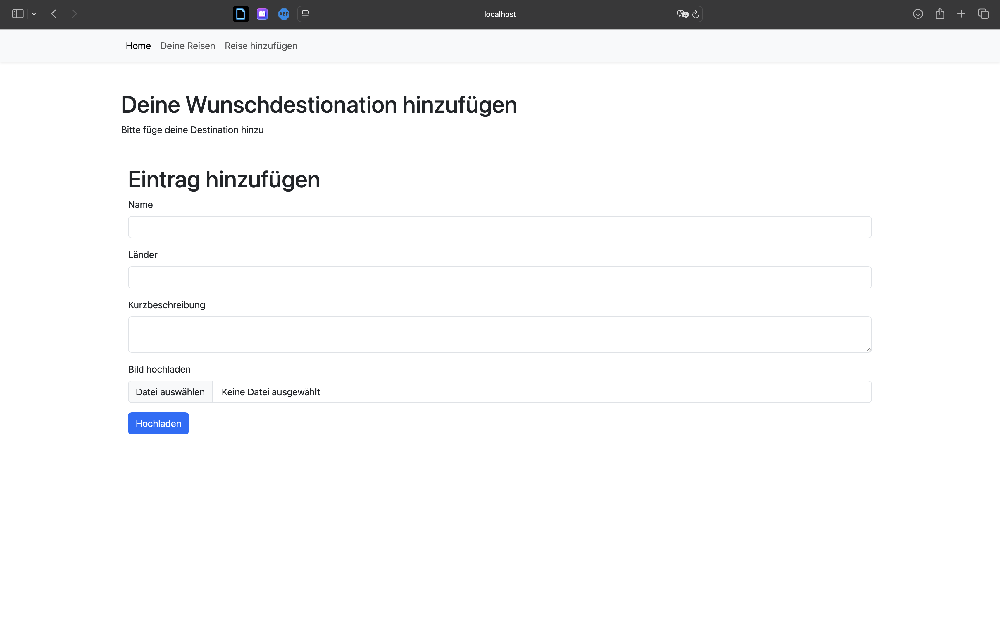 ABP
localhost
Home Deine Reisen Reise hinzufügen
Deine Wunschdestionation hinzufügen
Bitte füge deine Destination hinzu
Eintrag hinzufügen
Name
Länder
Kurzbeschreibung
Bild hochladen
Datei auswählen Keine Datei ausgewählt
Hochladen